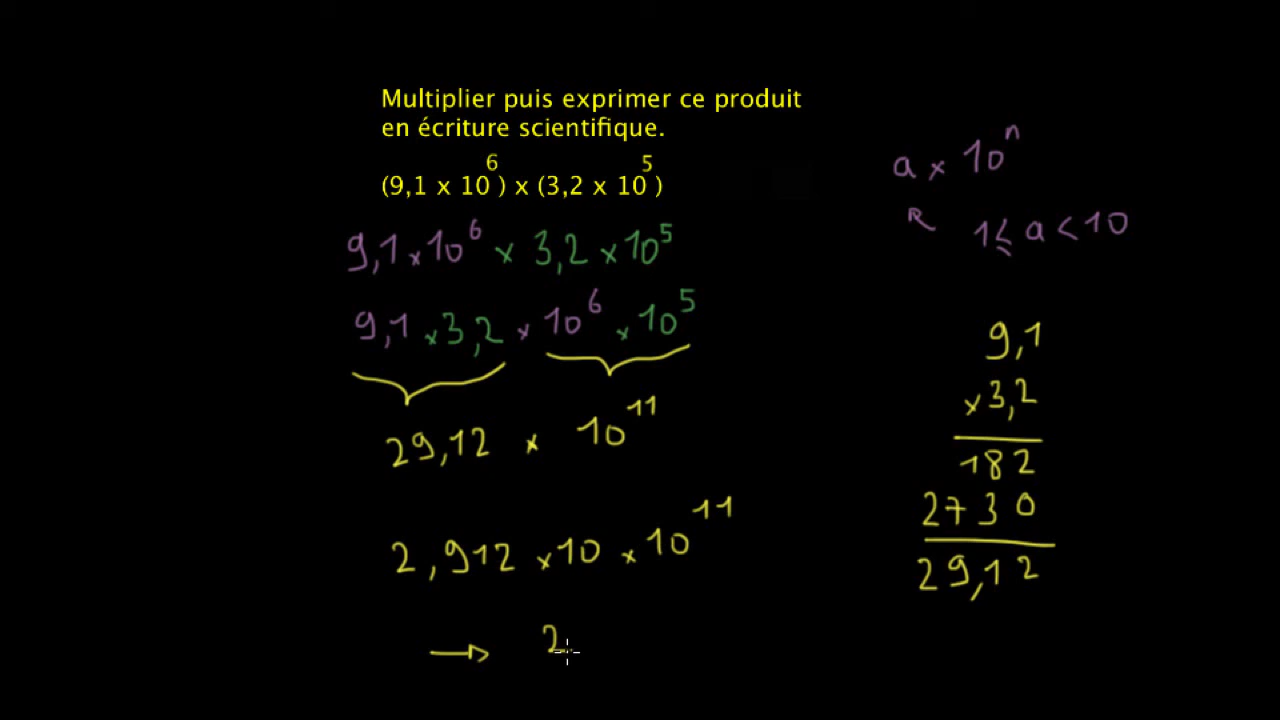 Multiplier puis exprimer ce produit
en écriture scientifique.
(9,1 x 10⁶) x (3,2 x 10⁵)
9,1 × 10⁶ × 3,2 × 10⁵
9,1 × 3,2 × 10⁶ × 10⁵
29,12 × 10¹¹
2,912 × 10 × 10¹¹
→ 2
a × 10ⁿ
1 ≤ a < 10
9,1
× 3,2
182
2730
29,12